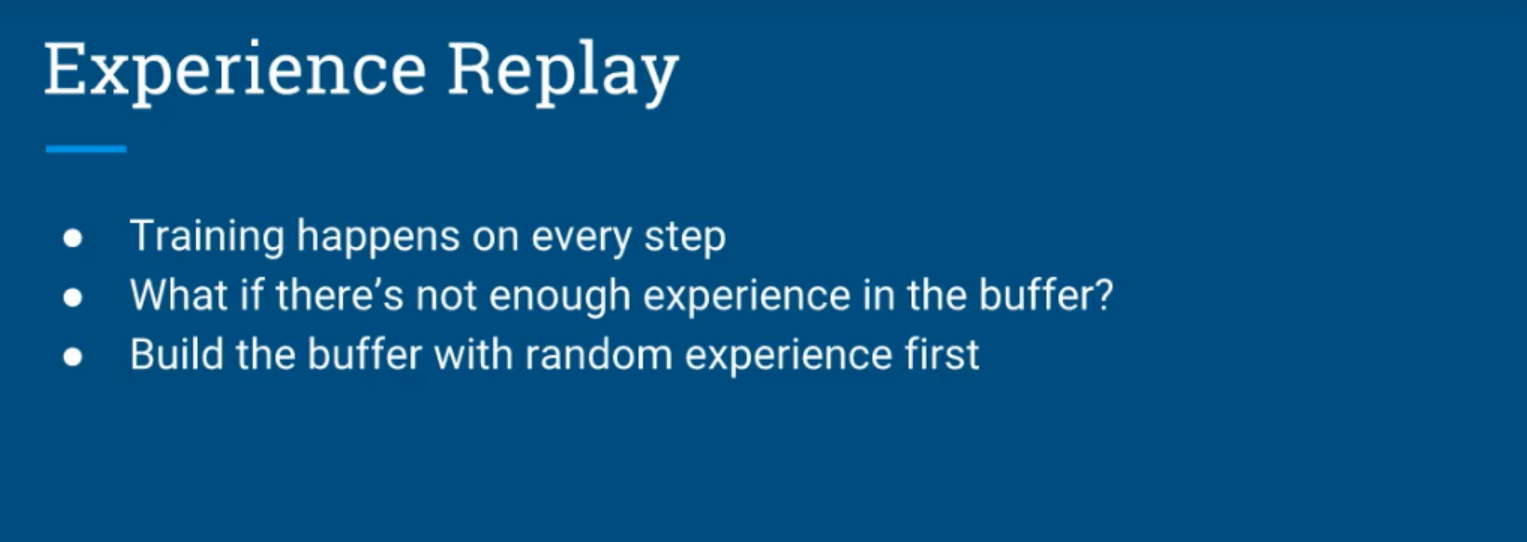 Experience Replay
● Training happens on every step
● What if there’s not enough experience in the buffer?
● Build the buffer with random experience first